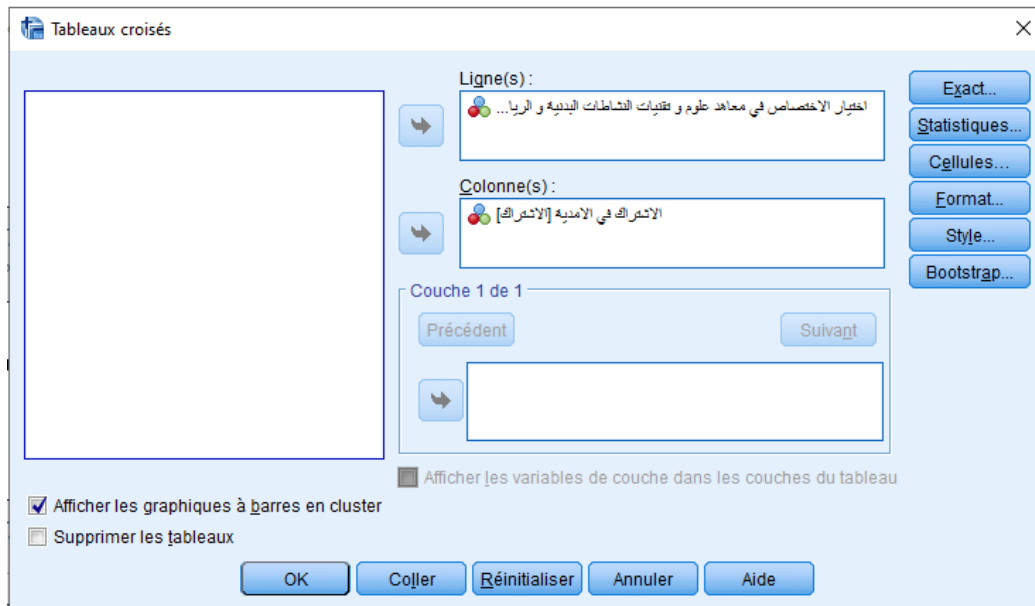 Tableaux croisés
Ligne(s) :
اختيار الاختصاص في معاهد علوم و تقنيات النشاطات البدنية و الريا...
Colonne(s) :
الاشتراك في الاندية [الاشتراك]
Couche 1 de 1
Précédent
Suivant
Afficher les variables de couche dans les couches du tableau
Afficher les graphiques à barres en cluster
Supprimer les tableaux
Exact...
Statistiques...
Cellules...
Format...
Style...
Bootstrap...
OK
Coller
Réinitialiser
Annuler
Aide